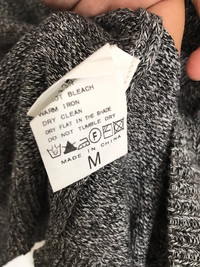 BLEACH
WARM IRON
DRY CLEAN
DRY FLAT IN THE SHADE
DO NOT TUMBLE DRY
MADE IN CHINA
M